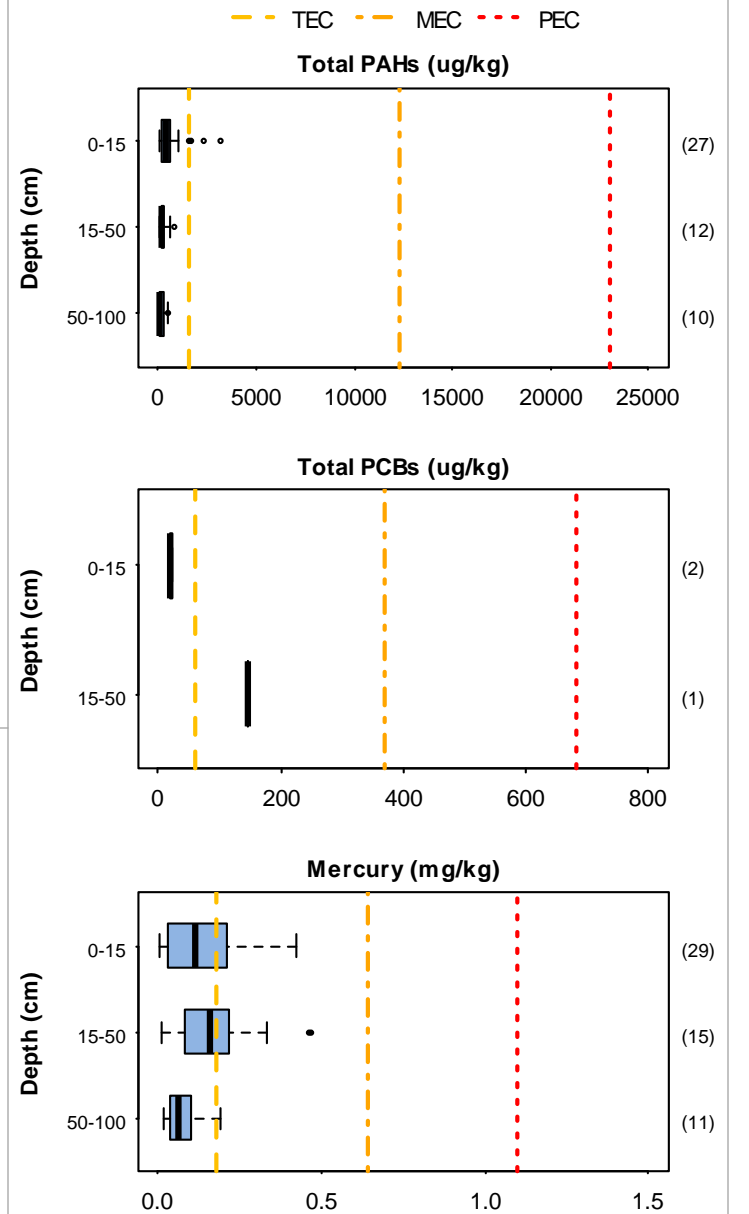 TEC MEC PEC
Total PAHs (ug/kg)
Depth (cm)
0-15 (27)
15-50 (12)
50-100 (10)
0 5000 10000 15000 20000 25000
Total PCBs (ug/kg)
Depth (cm)
0-15 (2)
15-50 (1)
0 200 400 600 800
Mercury (mg/kg)
Depth (cm)
0-15 (29)
15-50 (15)
50-100 (11)
0.0 0.5 1.0 1.5